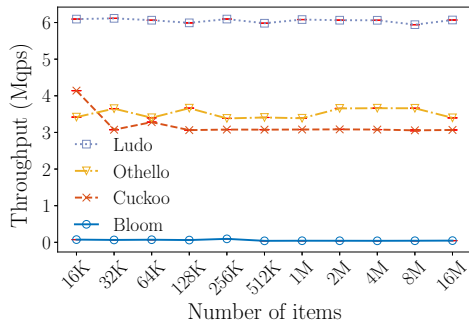 Throughput (Mqps)
6
5
4
3
2
1
0
Ludo
Othello
Cuckoo
Bloom
16K 32K 64K 128K 256K 512K 1M 2M 4M 8M 16M
Number of items